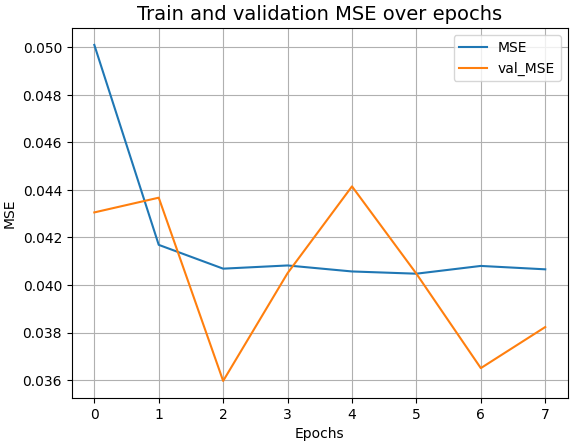 Train and validation MSE over epochs
MSE
val_MSE
0.050
0.048
0.046
0.044
0.042
0.040
0.038
0.036
MSE
0 1 2 3 4 5 6 7
Epochs